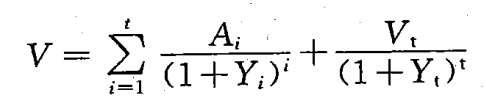 V = \sum_{i=1}^{t} \frac{A_i}{(1+Y_i)^i} + \frac{V_t}{(1+Y_t)^t}